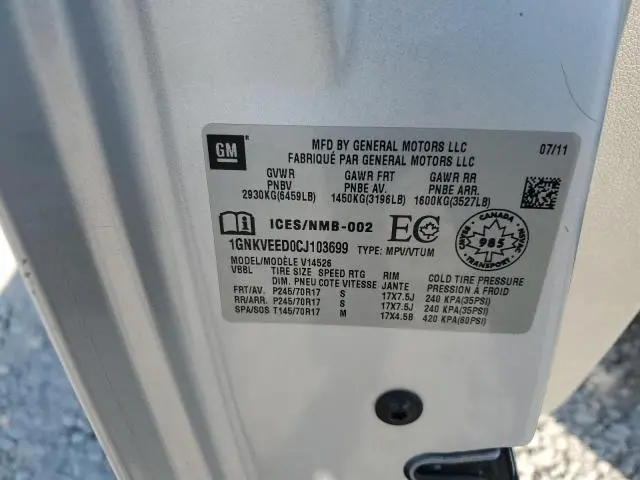 GM
MFD BY GENERAL MOTORS LLC
FABRIQUÉ PAR GENERAL MOTORS LLC
07/11
GVWR GAWR FRT GAWR RR
PNBV PNBE AV. PNBE ARR.
2930KG(6459LB) 1450KG(3196LB) 1600KG(3527LB)
ICES/NMB-002 EC
CANADA
985
TRANSPORT
1GNKVEED0CJ103699 TYPE: MPV/VTUM
MODEL/MODÈLE V14526
VBBL TIRE SIZE SPEED RTG RIM COLD TIRE PRESSURE
DIM. PNEU COTE VITESSE JANTE PRESSION À FROID
FRT/AV. P245/70R17 S 17X7.5J 240 KPA(35PSI)
RR/ARR. P245/70R17 S 17X7.5J 240 KPA(35PSI)
SPA/SOS T145/70R17 M 17X4.5B 420 KPA(60PSI)